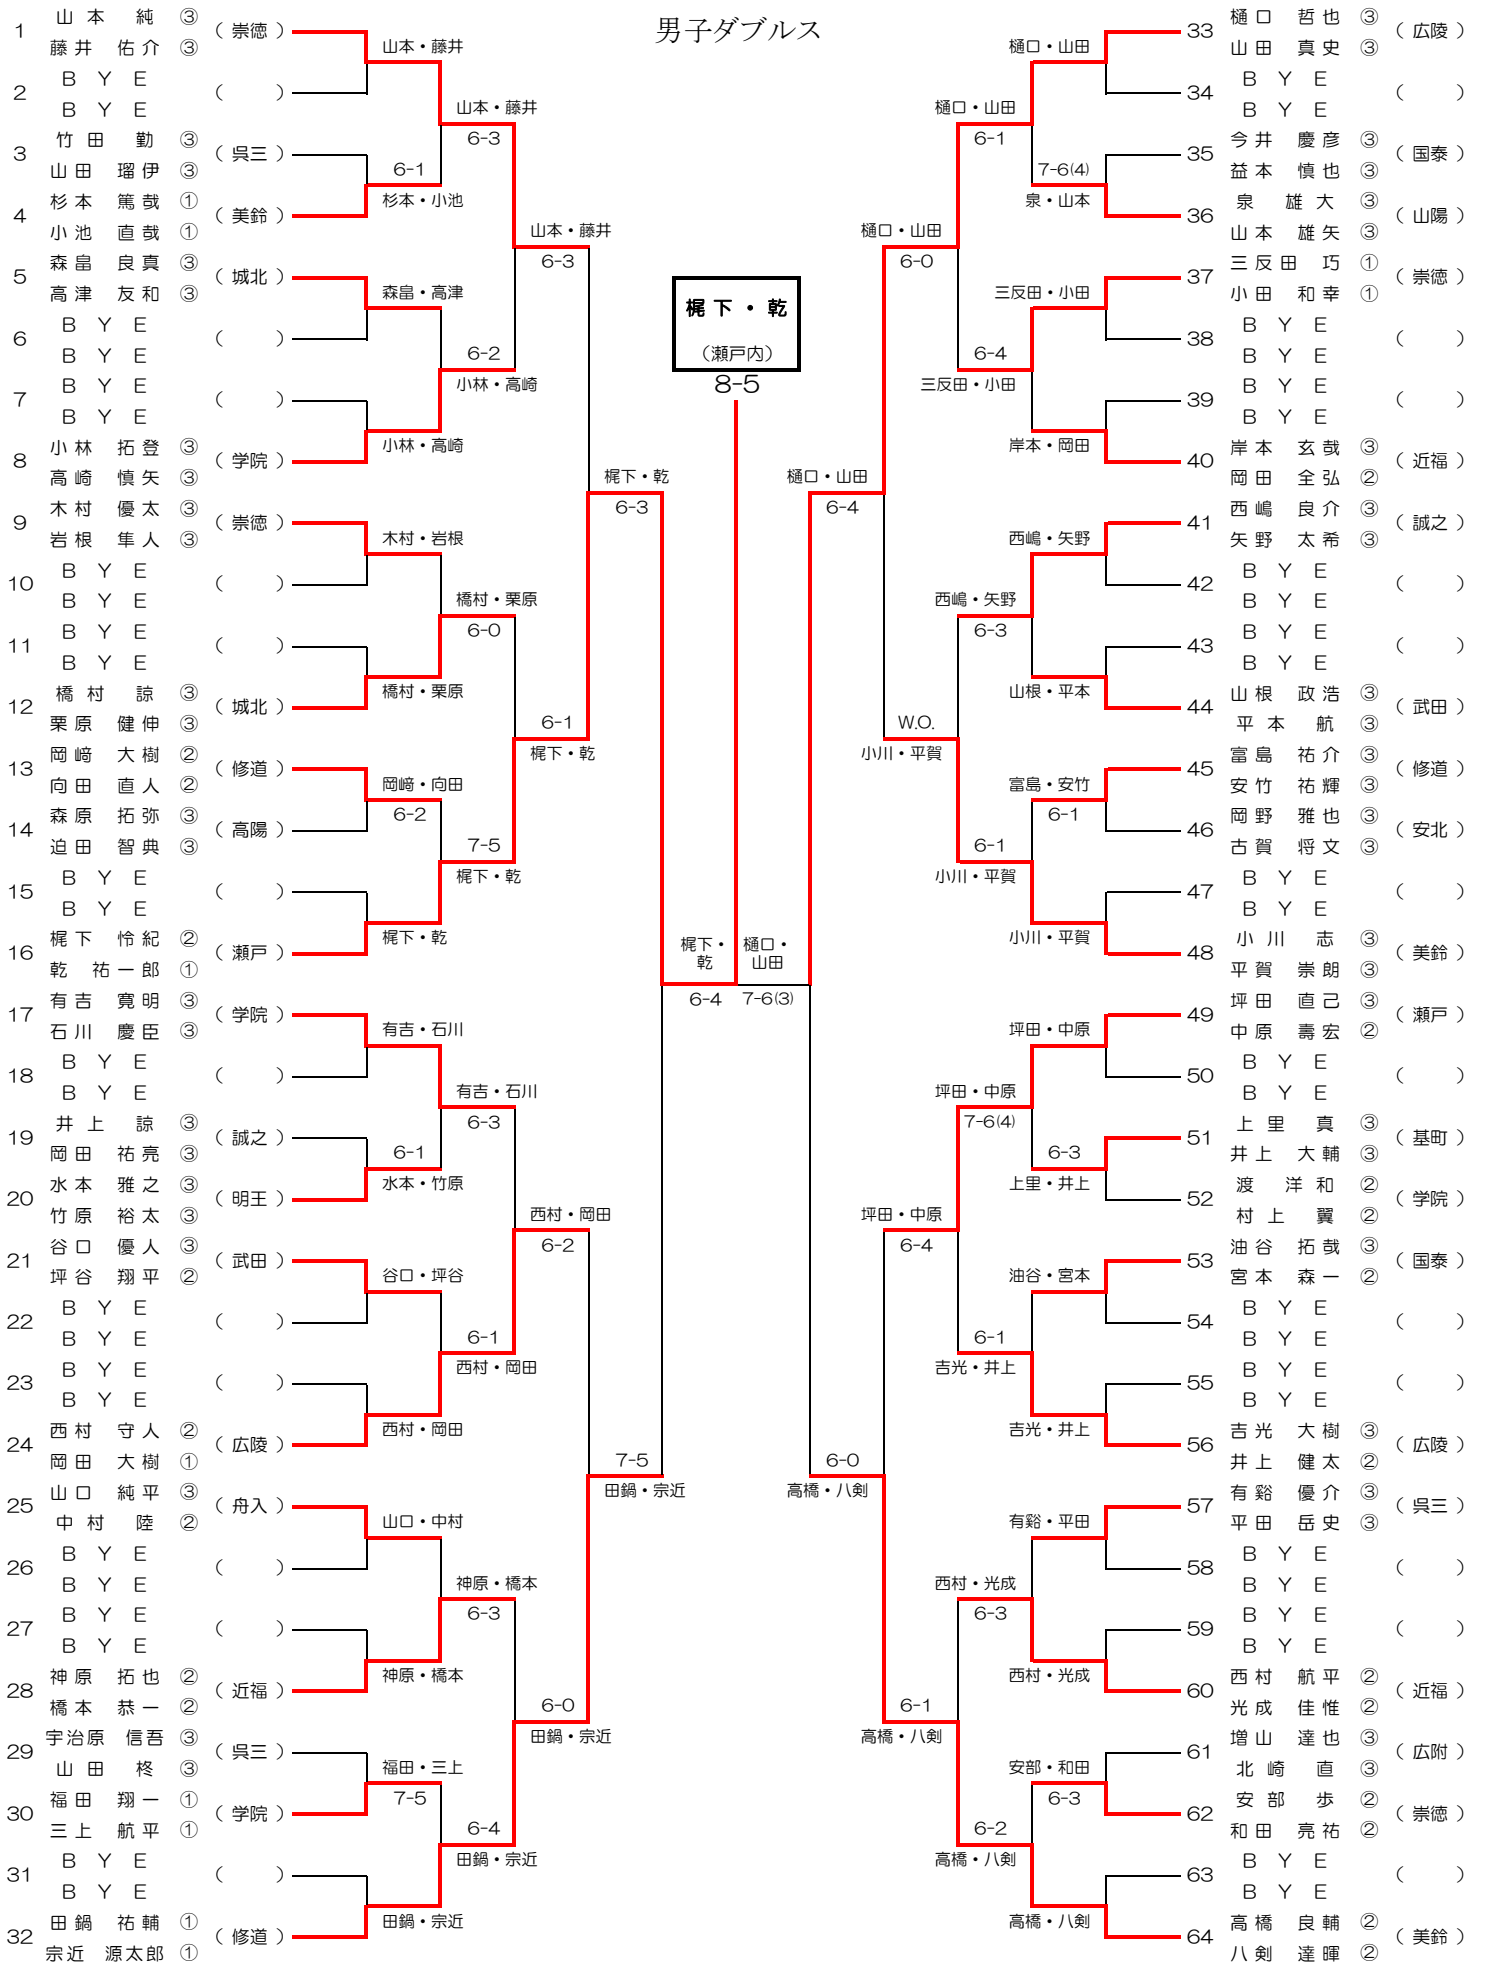 男子ダブルス
1 山本 純 ③ 藤井 佑介 ③ (崇徳)
2 BYE BYE ( )
3 竹田 勤 ③ 山田 瑠伊 ③ (呉三)
4 杉本 篤哉 ① 小池 直哉 ① (美鈴)
5 森畠 良真 ③ 高津 友和 ③ (城北)
6 BYE BYE ( )
7 BYE BYE ( )
8 小林 拓登 ③ 高崎 慎矢 ③ (学院)
9 木村 優太 ③ 岩根 隼人 ③ (崇徳)
10 BYE BYE ( )
11 BYE BYE ( )
12 橋村 諒 ③ 栗原 健伸 ③ (城北)
13 岡﨑 大樹 ② 向田 直人 ② (修道)
14 森原 拓弥 ③ 迫田 智典 ③ (高陽)
15 BYE BYE ( )
16 梶下 怜紀 ② 乾 祐一郎 ① (瀬戸)
17 有吉 寛明 ③ 石川 慶臣 ③ (学院)
18 BYE BYE ( )
19 井上 諒 ③ 岡田 祐亮 ③ (誠之)
20 水本 雅之 ③ 竹原 裕太 ③ (明王)
21 谷口 優人 ③ 坪谷 翔平 ② (武田)
22 BYE BYE ( )
23 BYE BYE ( )
24 西村 守人 ② 岡田 大樹 ① (広陵)
25 山口 純平 ③ 中村 陸 ② (舟入)
26 BYE BYE ( )
27 BYE BYE ( )
28 神原 拓也 ② 橋本 恭一 ② (近福)
29 宇治原 信吾 ③ 山田 柊 ③ (呉三)
30 福田 翔一 ① 三上 航平 ① (学院)
31 BYE BYE ( )
32 田鍋 祐輔 ① 宗近 源太郎 ① (修道)
山本・藤井
6-1
杉本・小池
森畠・高津
小林・高崎
木村・岩根
橋村・栗原
岡﨑・向田
6-2
梶下・乾
有吉・石川
6-1
水本・竹原
谷口・坪谷
西村・岡田
山口・中村
神原・橋本
福田・三上
7-5
田鍋・宗近
山本・藤井
6-3
6-2
小林・高崎
橋村・栗原
6-0
7-5
梶下・乾
有吉・石川
6-3
6-1
西村・岡田
神原・橋本
6-3
6-4
田鍋・宗近
山本・藤井
6-3
6-1
梶下・乾
西村・岡田
6-2
6-0
田鍋・宗近
梶下・乾
6-3
7-5
田鍋・宗近
梶下・
乾
6-4
梶下・乾
(瀬戸内)
8-5
樋口・
山田
7-6(3)
樋口・山田
6-4
6-0
高橋・八剣
樋口・山田
6-0
W.O.
小川・平賀
坪田・中原
6-4
6-1
高橋・八剣
樋口・山田
6-1
6-4
三反田・小田
西嶋・矢野
6-3
6-1
小川・平賀
坪田・中原
7-6(4)
6-1
吉光・井上
西村・光成
6-3
6-2
高橋・八剣
樋口・山田
7-6(4)
泉・山本
三反田・小田
岸本・岡田
西嶋・矢野
山根・平本
富島・安竹
6-1
小川・平賀
坪田・中原
6-3
上里・井上
油谷・宮本
吉光・井上
有谿・平田
西村・光成
安部・和田
6-3
高橋・八剣
33 樋口 哲也 ③ 山田 真史 ③ (広陵)
34 BYE BYE ( )
35 今井 慶彦 ③ 益本 慎也 ③ (国泰)
36 泉 雄大 ③ 山本 雄矢 ③ (山陽)
37 三反田 巧 ① 小田 和幸 ① (崇徳)
38 BYE BYE ( )
39 BYE BYE ( )
40 岸本 玄哉 ③ 岡田 全弘 ② (近福)
41 西嶋 良介 ③ 矢野 太希 ③ (誠之)
42 BYE BYE ( )
43 BYE BYE ( )
44 山根 政浩 ③ 平本 航 ③ (武田)
45 富島 祐介 ③ 安竹 祐輝 ③ (修道)
46 岡野 雅也 ③ 古賀 将文 ③ (安北)
47 BYE BYE ( )
48 小川 志 ③ 平賀 崇朗 ③ (美鈴)
49 坪田 直己 ③ 中原 壽宏 ② (瀬戸)
50 BYE BYE ( )
51 上里 真 ③ 井上 大輔 ③ (基町)
52 渡 洋和 ② 村上 翼 ② (学院)
53 油谷 拓哉 ③ 宮本 森一 ② (国泰)
54 BYE BYE ( )
55 BYE BYE ( )
56 吉光 大樹 ③ 井上 健太 ② (広陵)
57 有谿 優介 ③ 平田 岳史 ③ (呉三)
58 BYE BYE ( )
59 BYE BYE ( )
60 西村 航平 ② 光成 佳惟 ② (近福)
61 増山 達也 ③ 北崎 直 ③ (広附)
62 安部 歩 ② 和田 亮祐 ② (崇徳)
63 BYE BYE ( )
64 高橋 良輔 ② 八剣 達暉 ② (美鈴)